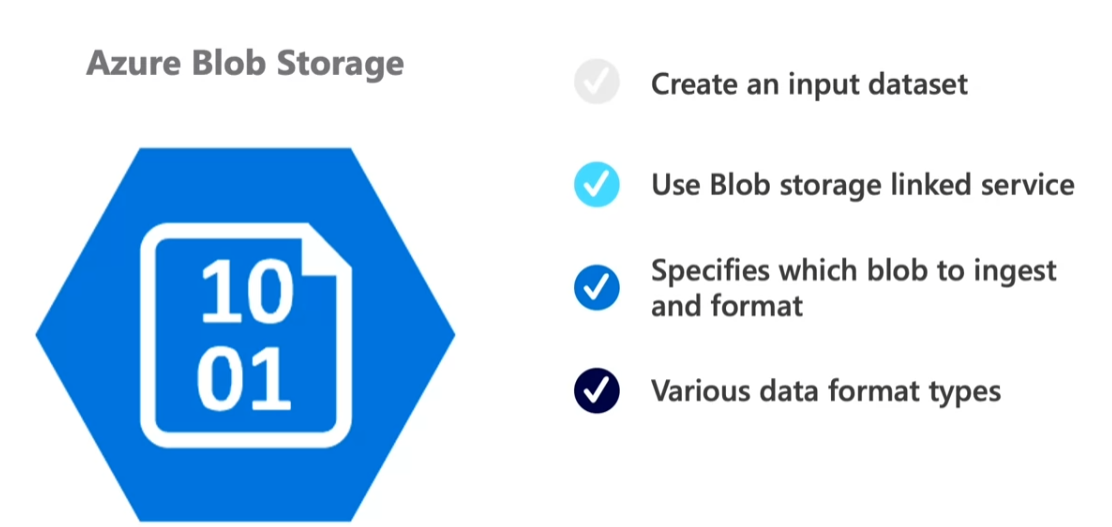 Azure Blob Storage
10
01
Create an input dataset
Use Blob storage linked service
Specifies which blob to ingest
and format
Various data format types